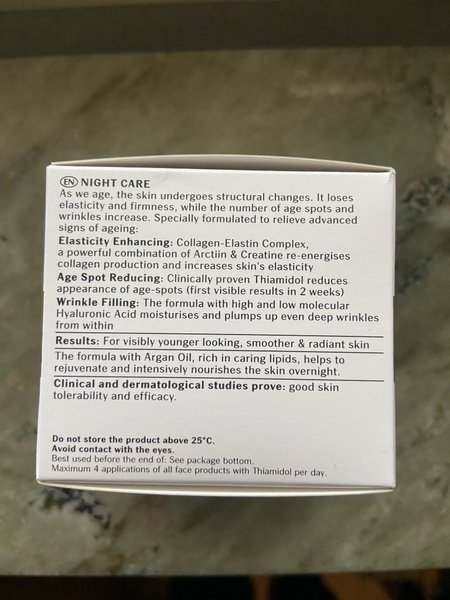 EN NIGHT CARE
As we age, the skin undergoes structural changes. It loses
elasticity and firmness, while the number of age spots and
wrinkles increase. Specially formulated to relieve advanced
signs of ageing:
Elasticity Enhancing: Collagen-Elastin Complex,
a powerful combination of Arctiin & Creatine re-energises
collagen production and increases skin's elasticity
Age Spot Reducing: Clinically proven Thiamidol reduces
appearance of age-spots (first visible results in 2 weeks)
Wrinkle Filling: The formula with high and low molecular
Hyaluronic Acid moisturises and plumps up even deep wrinkles
from within
Results: For visibly younger looking, smoother & radiant skin
The formula with Argan Oil, rich in caring lipids, helps to
rejuvenate and intensively nourishes the skin overnight.
Clinical and dermatological studies prove: good skin
tolerability and efficacy.
Do not store the product above 25°C.
Avoid contact with the eyes.
Best used before the end of: See package bottom.
Maximum 4 applications of all face products with Thiamidol per day.